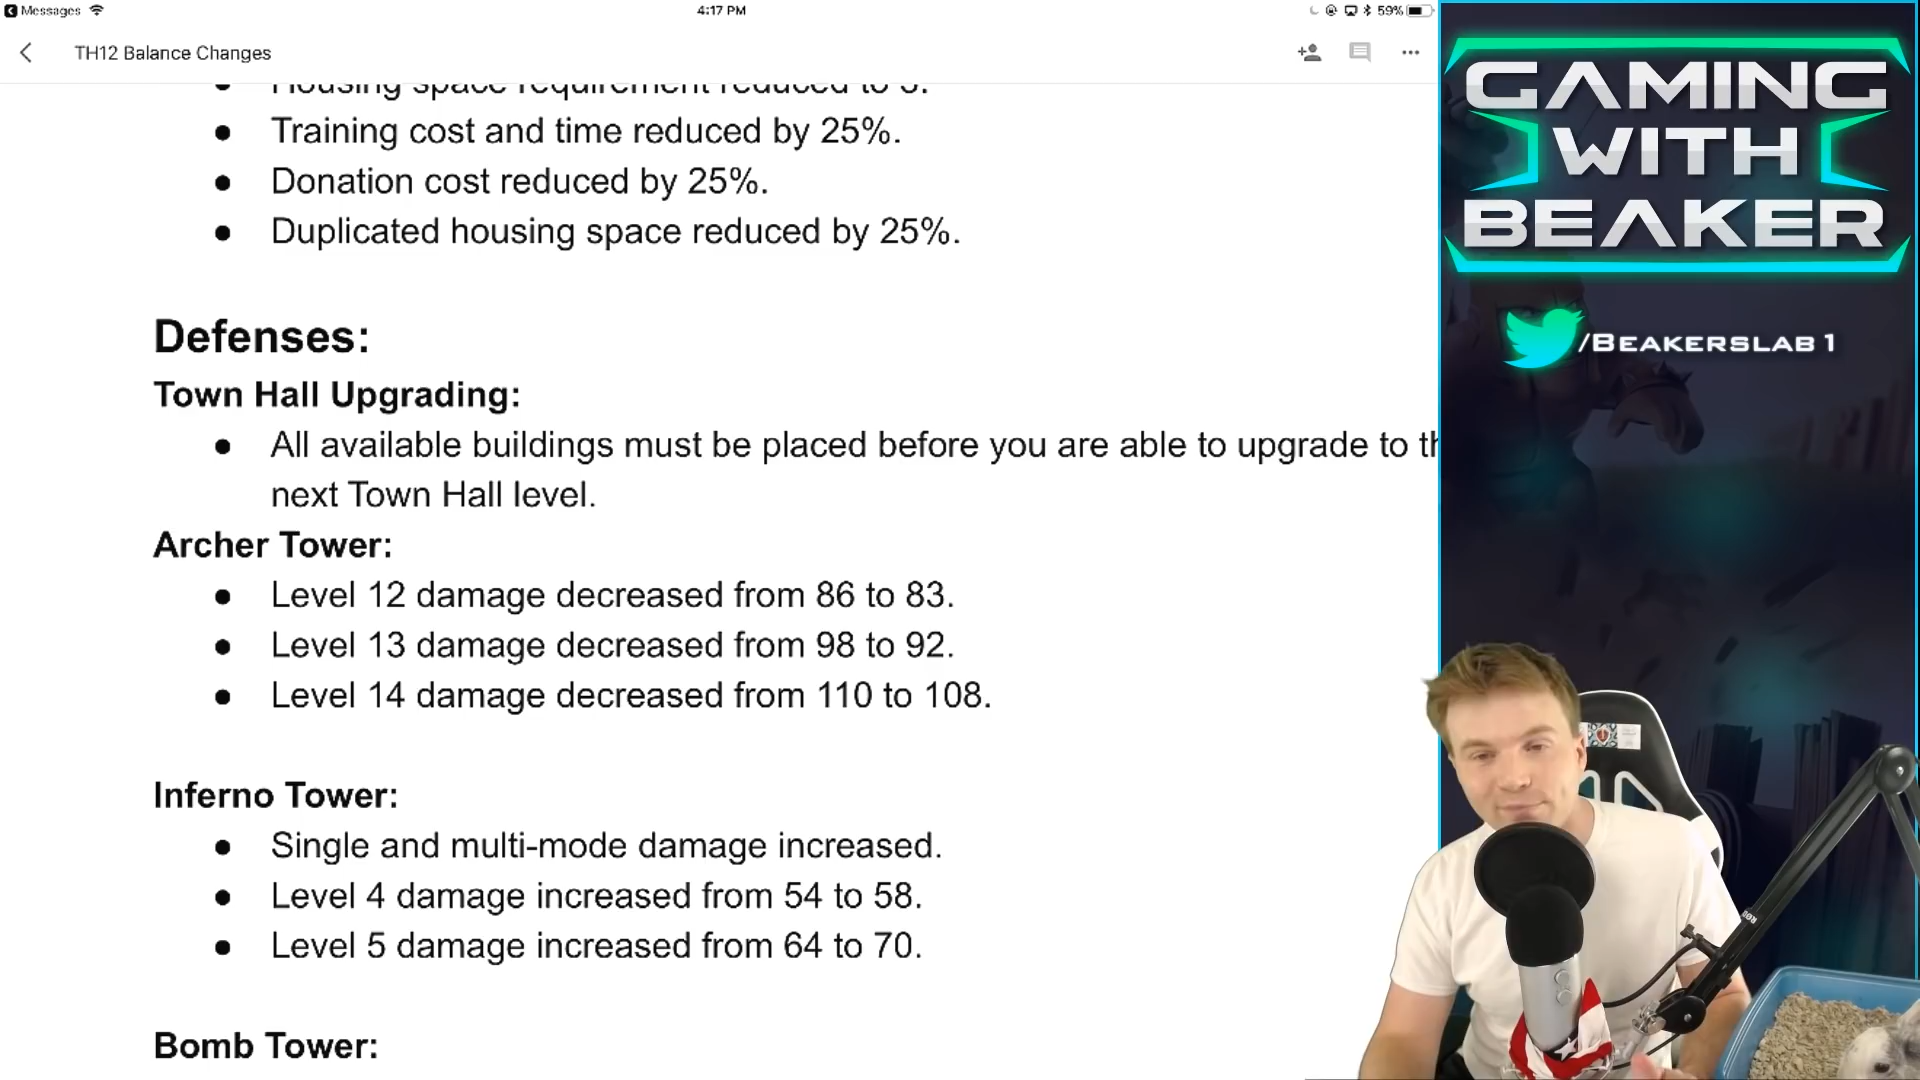 Messages
4:17 PM
59%
TH12 Balance Changes
Housing space requirement reduced to
Training cost and time reduced by 25%.
Donation cost reduced by 25%.
Duplicated housing space reduced by 25%.
Defenses:
Town Hall Upgrading:
All available buildings must be placed before you are able to upgrade to
next Town Hall level.
Archer Tower:
Level 12 damage decreased from 86 to 83.
Level 13 damage decreased from 98 to 92.
Level 14 damage decreased from 110 to 108.
Inferno Tower:
Single and multi-mode damage increased.
Level 4 damage increased from 54 to 58.
Level 5 damage increased from 64 to 70.
Bomb Tower:
GAMING
WITH
BEAKER
/BEAKERSLAB1